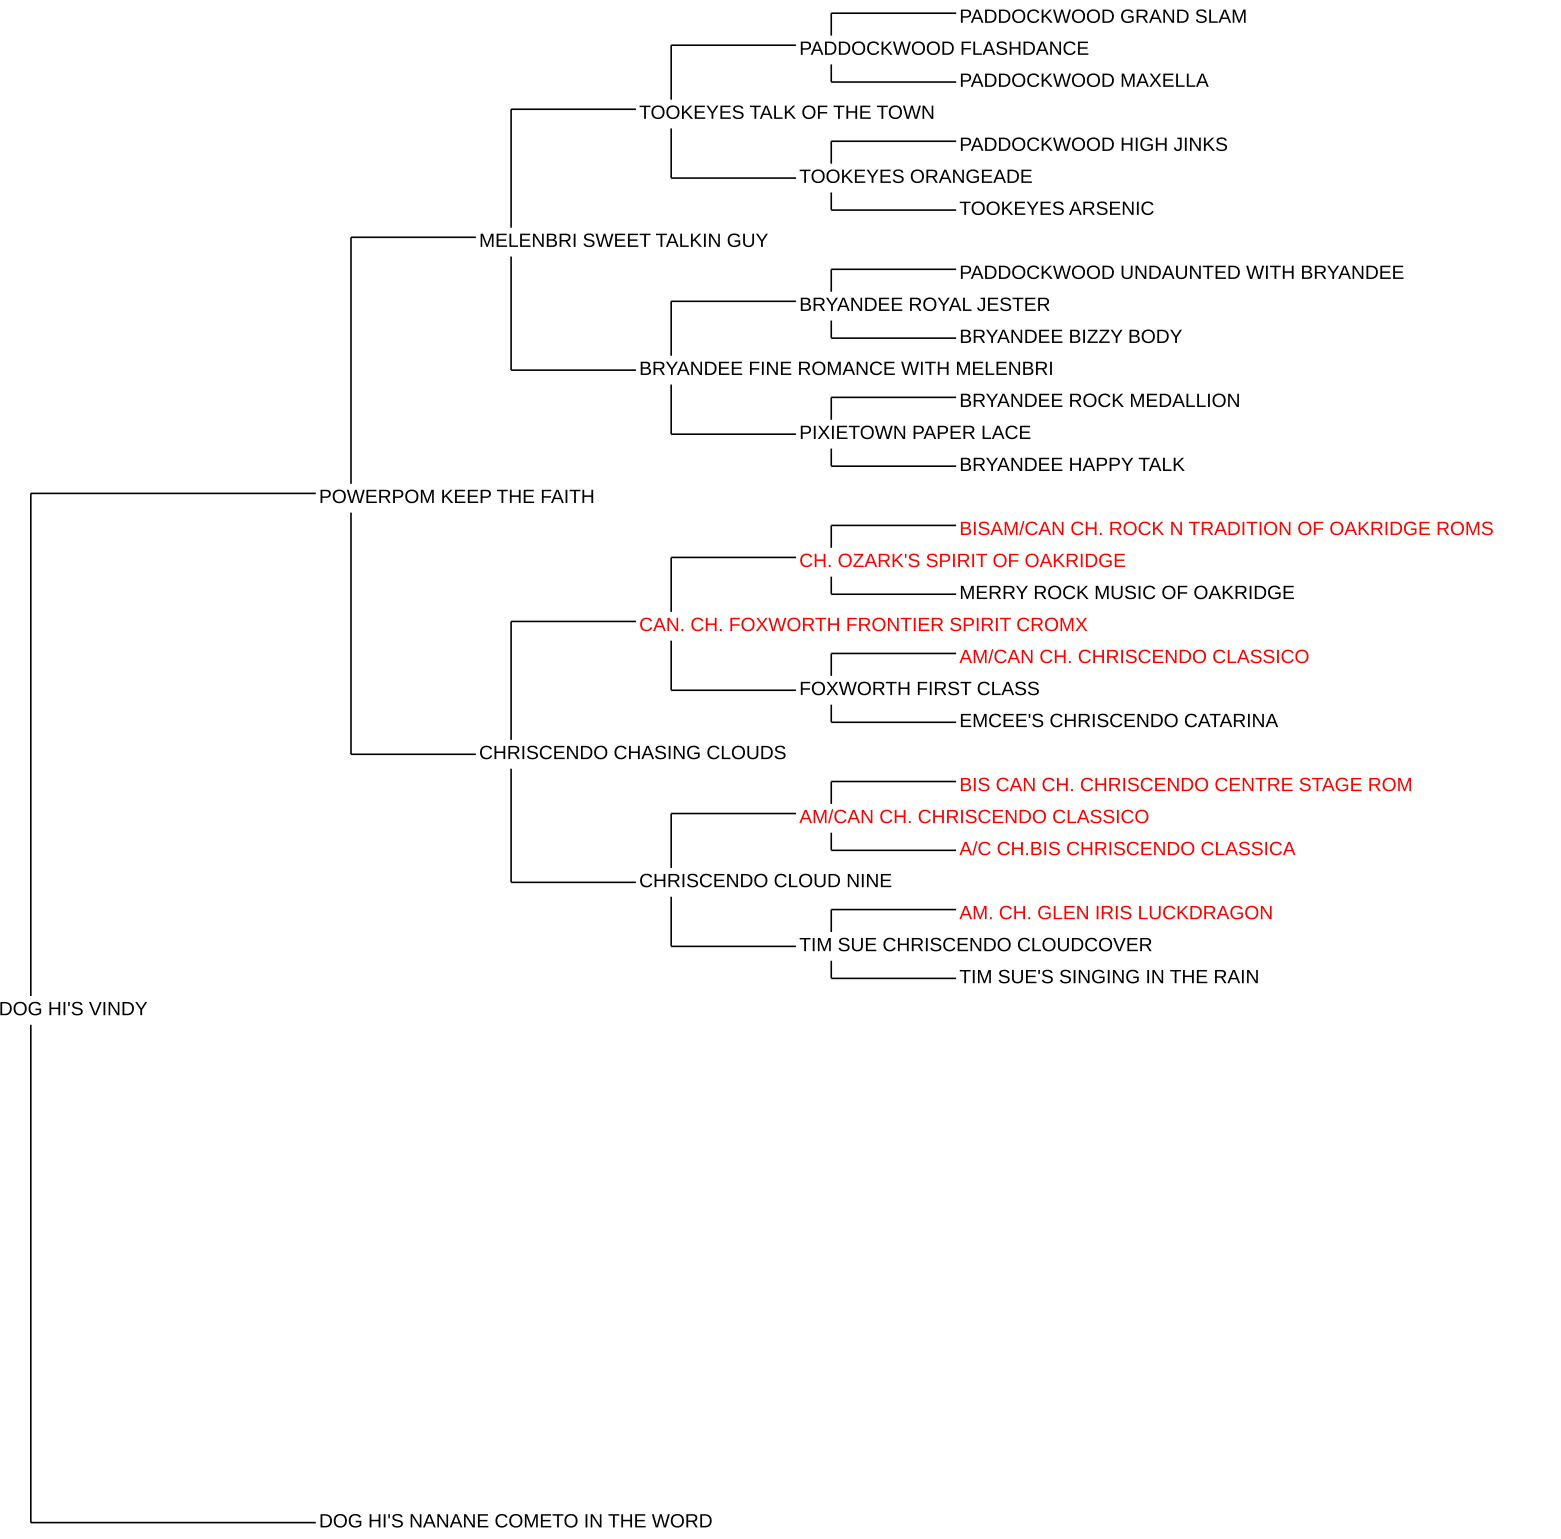 PADDOCKWOOD GRAND SLAM
PADDOCKWOOD FLASHDANCE
PADDOCKWOOD MAXELLA
TOOKEYES TALK OF THE TOWN
PADDOCKWOOD HIGH JINKS
TOOKEYES ORANGEADE
TOOKEYES ARSENIC
MELENBRI SWEET TALKIN GUY
PADDOCKWOOD UNDAUNTED WITH BRYANDEE
BRYANDEE ROYAL JESTER
BRYANDEE BIZZY BODY
BRYANDEE FINE ROMANCE WITH MELENBRI
BRYANDEE ROCK MEDALLION
PIXIETOWN PAPER LACE
BRYANDEE HAPPY TALK
POWERPOM KEEP THE FAITH
BISAM/CAN CH. ROCK N TRADITION OF OAKRIDGE ROMS
CH. OZARK'S SPIRIT OF OAKRIDGE
MERRY ROCK MUSIC OF OAKRIDGE
CAN. CH. FOXWORTH FRONTIER SPIRIT CROMX
AM/CAN CH. CHRISCENDO CLASSICO
FOXWORTH FIRST CLASS
EMCEE'S CHRISCENDO CATARINA
CHRISCENDO CHASING CLOUDS
BIS CAN CH. CHRISCENDO CENTRE STAGE ROM
AM/CAN CH. CHRISCENDO CLASSICO
A/C CH.BIS CHRISCENDO CLASSICA
CHRISCENDO CLOUD NINE
AM. CH. GLEN IRIS LUCKDRAGON
TIM SUE CHRISCENDO CLOUDCOVER
TIM SUE'S SINGING IN THE RAIN
DOG HI'S VINDY
DOG HI'S NANANE COMETO IN THE WORD